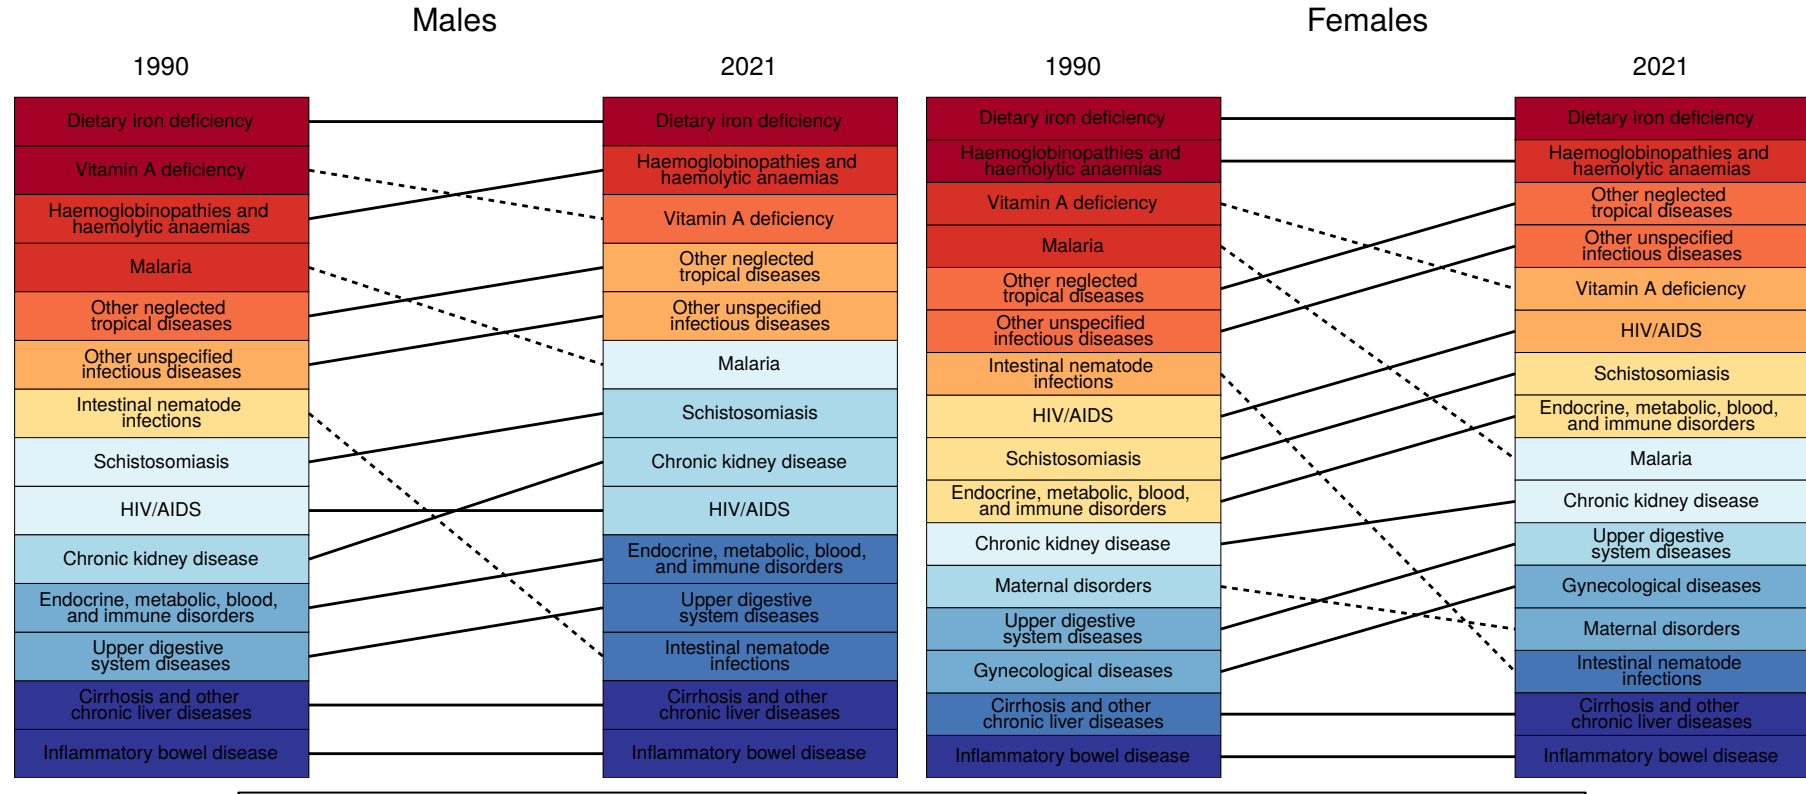 Males
1990
2021
Dietary iron deficiency
Vitamin A deficiency
Haemoglobinopathies and
haemolytic anaemias
Malaria
Other neglected
tropical diseases
Other unspecified
infectious diseases
Intestinal nematode
infections
Schistosomiasis
HIV/AIDS
Chronic kidney disease
Endocrine, metabolic, blood,
and immune disorders
Upper digestive
system diseases
Cirrhosis and other
chronic liver diseases
Inflammatory bowel disease
Dietary iron deficiency
Haemoglobinopathies and
haemolytic anaemias
Vitamin A deficiency
Other neglected
tropical diseases
Other unspecified
infectious diseases
Malaria
Schistosomiasis
Chronic kidney disease
HIV/AIDS
Endocrine, metabolic, blood,
and immune disorders
Upper digestive
system diseases
Intestinal nematode
infections
Cirrhosis and other
chronic liver diseases
Inflammatory bowel disease
Females
1990
2021
Dietary iron deficiency
Haemoglobinopathies and
haemolytic anaemias
Vitamin A deficiency
Malaria
Other neglected
tropical diseases
Other unspecified
infectious diseases
Intestinal nematode
infections
HIV/AIDS
Schistosomiasis
Endocrine, metabolic, blood,
and immune disorders
Chronic kidney disease
Maternal disorders
Upper digestive
system diseases
Gynecological diseases
Cirrhosis and other
chronic liver diseases
Inflammatory bowel disease
Dietary iron deficiency
Haemoglobinopathies and
haemolytic anaemias
Other neglected
tropical diseases
Other unspecified
infectious diseases
Vitamin A deficiency
HIV/AIDS
Schistosomiasis
Endocrine, metabolic, blood,
and immune disorders
Malaria
Chronic kidney disease
Upper digestive
system diseases
Gynecological diseases
Maternal disorders
Intestinal nematode
infections
Cirrhosis and other
chronic liver diseases
Inflammatory bowel disease